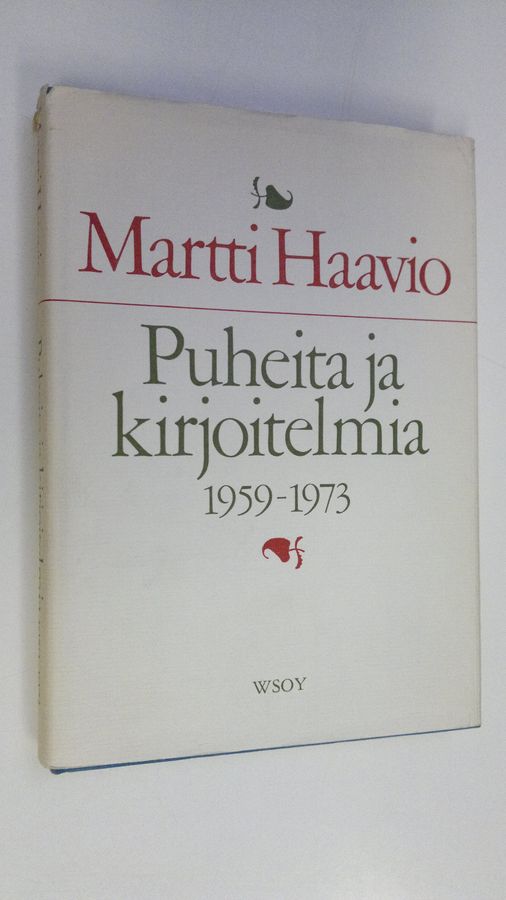 Martti Haavio
Puheita ja
kirjoitelmia
1959-1973
WSOY